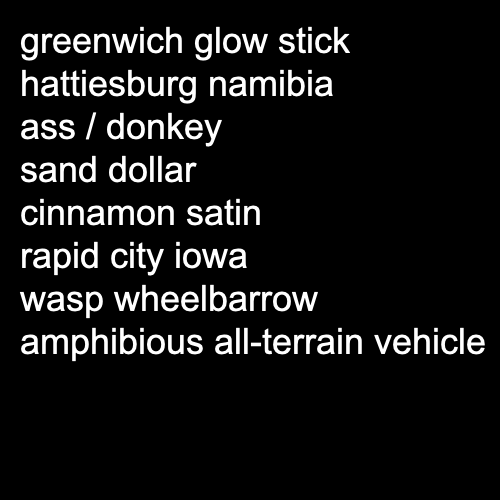 greenwich glow stick
hattiesburg namibia
ass / donkey
sand dollar
cinnamon satin
rapid city iowa
wasp wheelbarrow
amphibious all-terrain vehicle